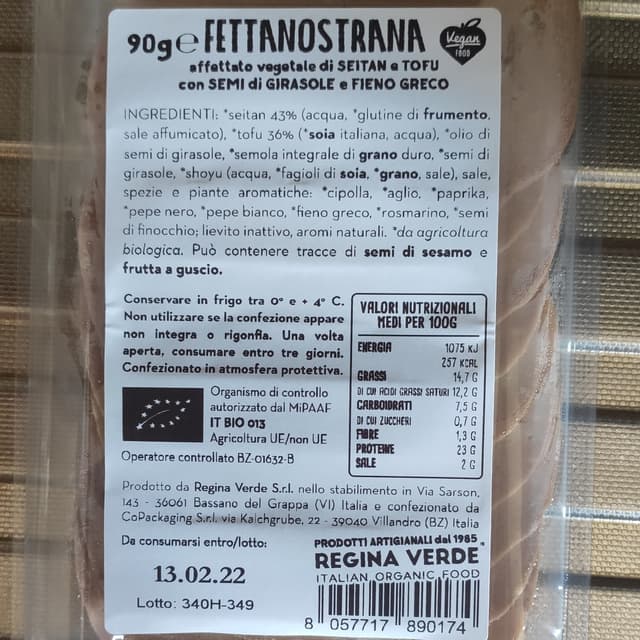 90g e FETTANOSTRANA
Vegan
FOOD
affettato vegetale di SEITAN e TOFU
con SEMI di GIRASOLE e FIENO GRECO
INGREDIENTI: *seitan 43% (acqua, *glutine di frumento,
sale affumicato), *tofu 36% (*soia italiana, acqua), *olio di
semi di girasole, *semola integrale di grano duro, *semi di
girasole, *shoyu (acqua, *fagioli di soia, *grano, sale), sale,
spezie e piante aromatiche: *cipolla, *aglio, *paprika,
*pepe nero, *pepe bianco, *fieno greco, *rosmarino, *semi
di finocchio; lievito inattivo, aromi naturali. *da agricoltura
biologica. Può contenere tracce di semi di sesamo e
frutta a guscio.
Conservare in frigo tra 0° e + 4° C.
Non utilizzare se la confezione appare
non integra o rigonfia. Una volta
aperta, consumare entro tre giorni.
Confezionato in atmosfera protettiva.
VALORI NUTRIZIONALI
MEDI PER 100G
ENERGIA 1075 KJ
257 KCAL
GRASSI 14,7 G
DI CUI ACIDI GRASSI SATURI 12,2 G
CARBOIDRATI 7,5 G
DI CUI ZUCCHERI 0,7 G
FIBRE 1,3 G
PROTEINE 23 G
SALE 2 G
Organismo di controllo
autorizzato dal MiPAAF
IT BIO 013
Agricoltura UE/non UE
Operatore controllato BZ-01632-B
Prodotto da Regina Verde S.r.l. nello stabilimento in Via Sarson,
143 - 36061 Bassano del Grappa (VI) Italia e confezionato da
CoPackaging S.r.l. via Kalchgrube, 22 - 39040 Villandro (BZ) Italia
Da consumarsi entro/lotto:
13.02.22
Lotto: 340H-349
PRODOTTI ARTIGIANALI dal 1985
REGINA VERDE
ITALIAN ORGANIC FOOD
8 057717 890174